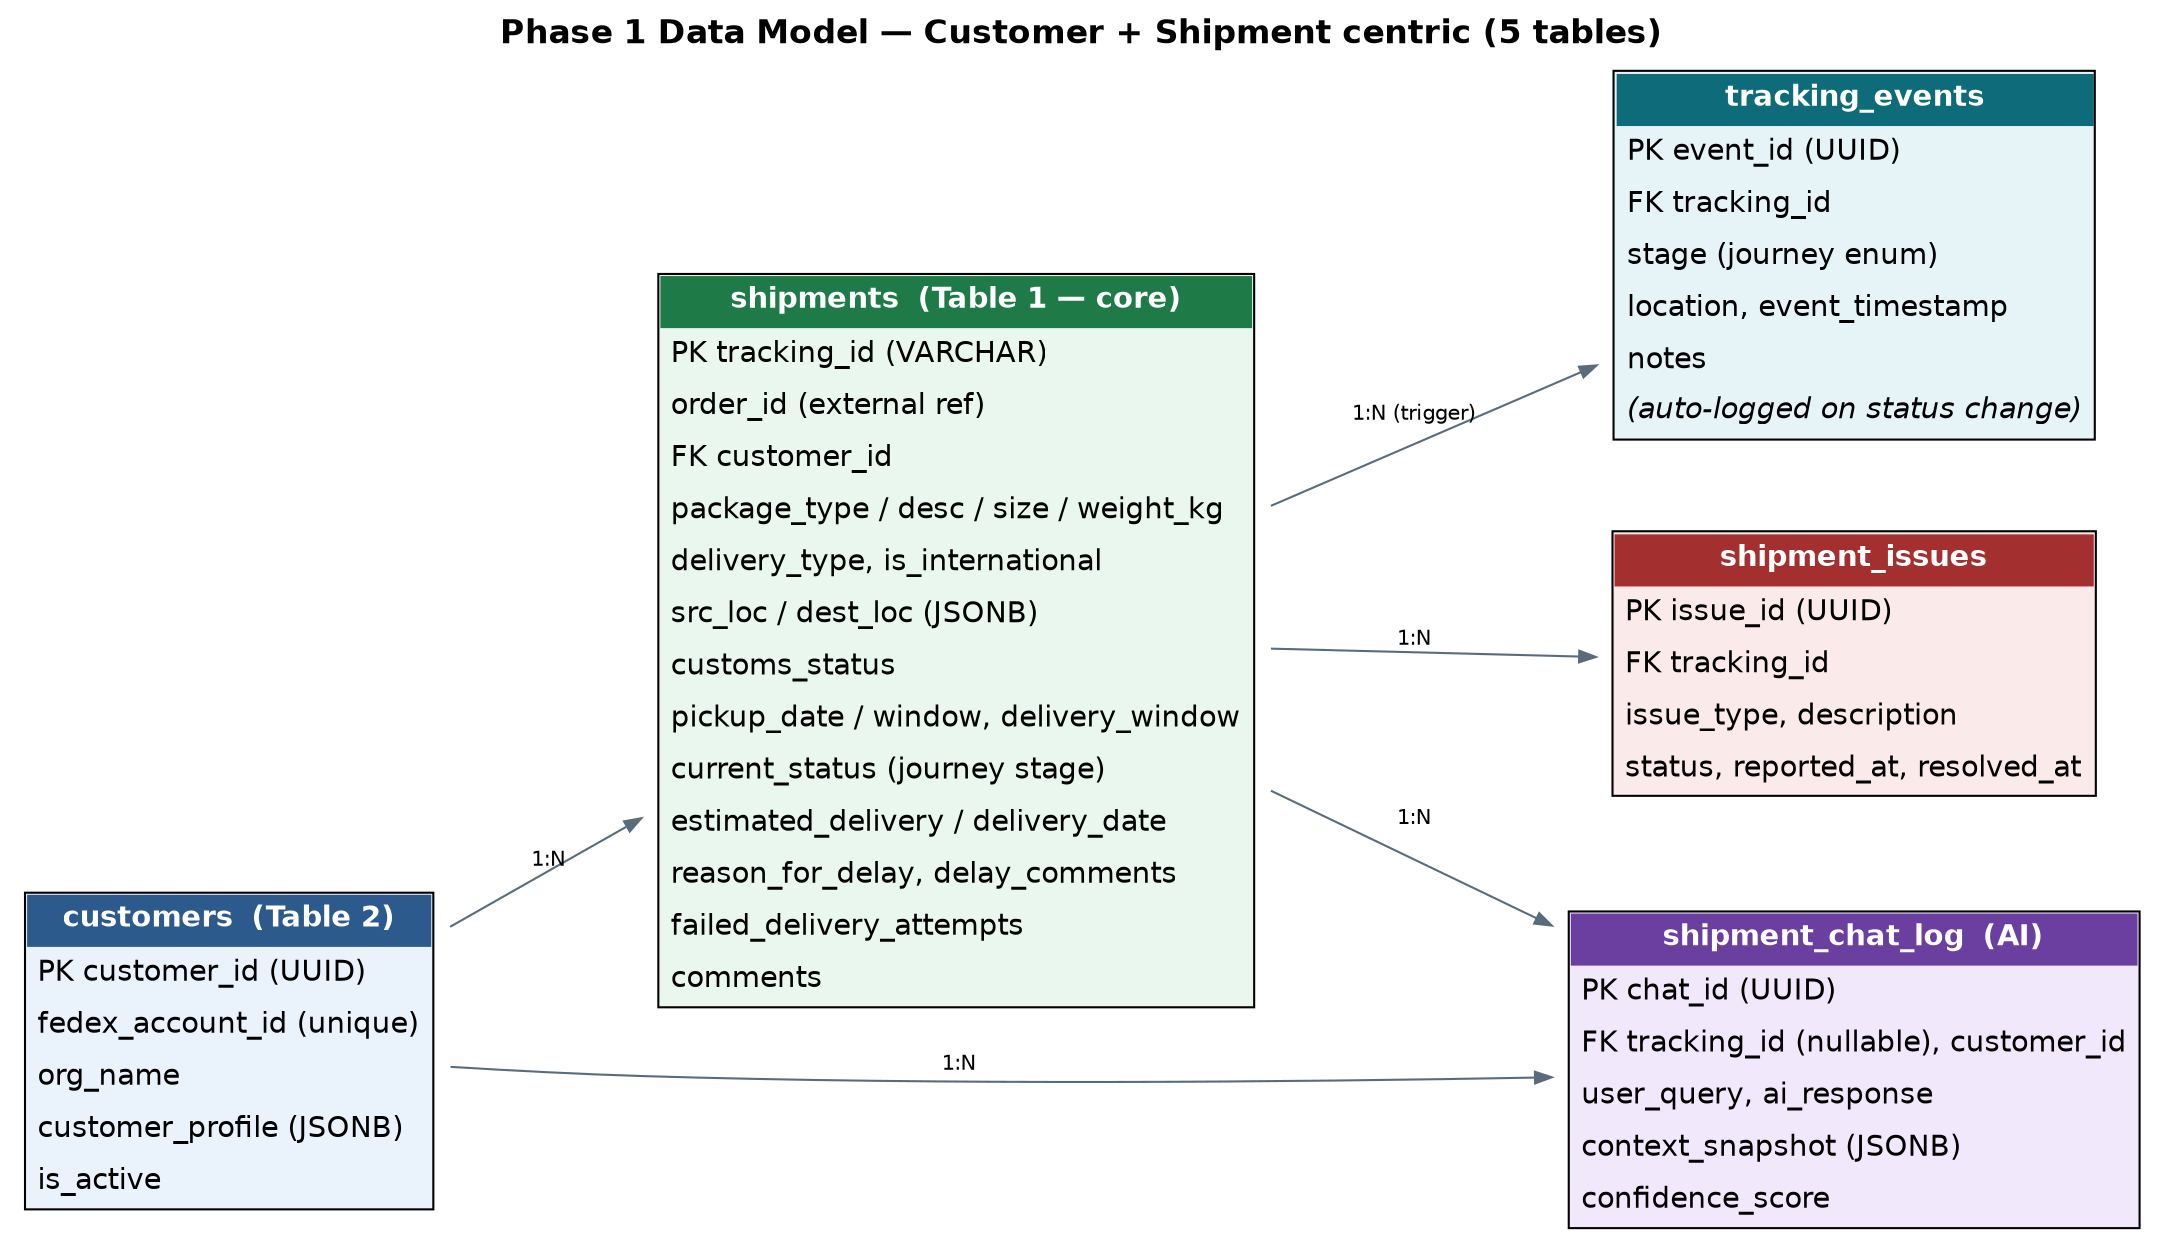 Phase 1 Data Model — Customer + Shipment centric (5 tables)
customers  (Table 2)
PK customer_id (UUID)
fedex_account_id (unique)
org_name
customer_profile (JSONB)
is_active
1:N
1:N
shipments  (Table 1 — core)
PK tracking_id (VARCHAR)
order_id (external ref)
FK customer_id
package_type / desc / size / weight_kg
delivery_type, is_international
src_loc / dest_loc (JSONB)
customs_status
pickup_date / window, delivery_window
current_status (journey stage)
estimated_delivery / delivery_date
reason_for_delay, delay_comments
failed_delivery_attempts
comments
1:N (trigger)
1:N
1:N
tracking_events
PK event_id (UUID)
FK tracking_id
stage (journey enum)
location, event_timestamp
notes
(auto-logged on status change)
shipment_issues
PK issue_id (UUID)
FK tracking_id
issue_type, description
status, reported_at, resolved_at
shipment_chat_log  (AI)
PK chat_id (UUID)
FK tracking_id (nullable), customer_id
user_query, ai_response
context_snapshot (JSONB)
confidence_score